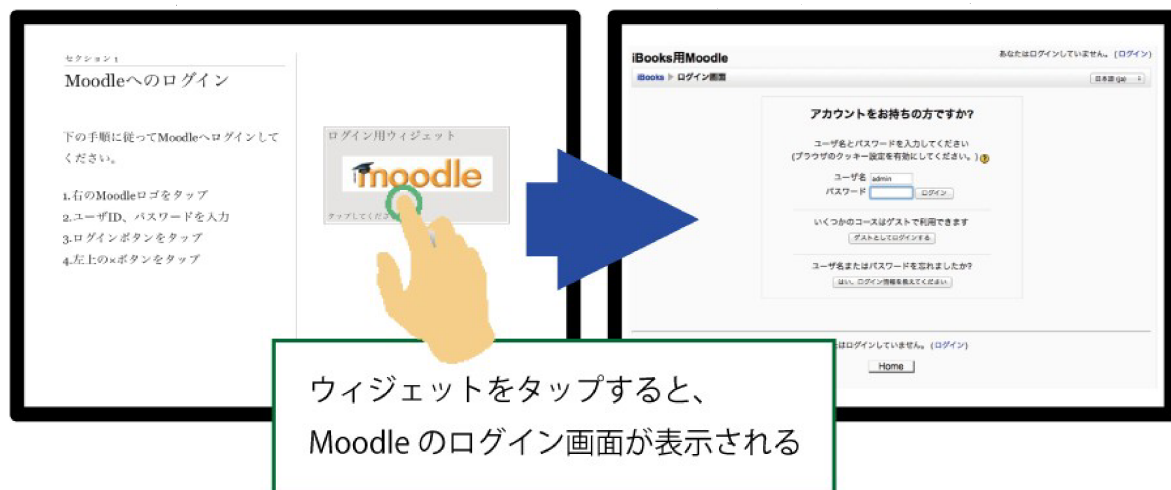 セクション 1
Moodleへのログイン
下の手順に従ってMoodleへログインして
ください。
1.右のMoodleロゴをタップ
2.ユーザID、パスワードを入力
3.ログインボタンをタップ
4.左上の×ボタンをタップ
ログイン用ウィジェット
moodle
タップしてくださ
iBooks用Moodle
あなたはログインしていません。 (ログイン)
iBooks ▶ ログイン画面
日本語 (ja)
アカウントをお持ちの方ですか?
ユーザ名とパスワードを入力してください
(ブラウザのクッキー設定を有効にしてください。)
ユーザ名 admin
パスワード ログイン
いくつかのコースはゲストで利用できます
ゲストとしてログインする
ユーザ名またはパスワードを忘れましたか?
はい、ログイン情報を教えてください
はログインしていません。 (ログイン)
Home
ウィジェットをタップすると、
Moodle のログイン画面が表示される